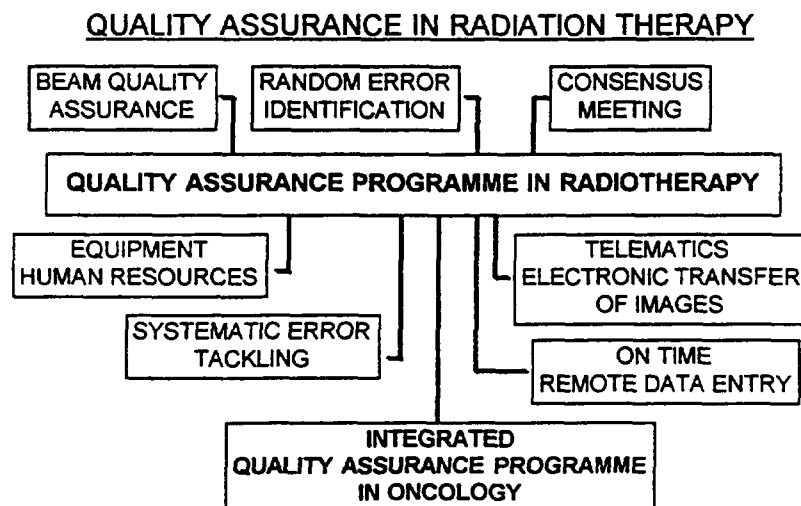 QUALITY ASSURANCE IN RADIATION THERAPY
BEAM QUALITY
ASSURANCE
RANDOM ERROR
IDENTIFICATION
CONSENSUS
MEETING
QUALITY ASSURANCE PROGRAMME IN RADIOTHERAPY
EQUIPMENT
HUMAN RESOURCES
TELEMATICS
ELECTRONIC TRANSFER
OF IMAGES
SYSTEMATIC ERROR
TACKLING
ON TIME
REMOTE DATA ENTRY
INTEGRATED
QUALITY ASSURANCE PROGRAMME
IN ONCOLOGY